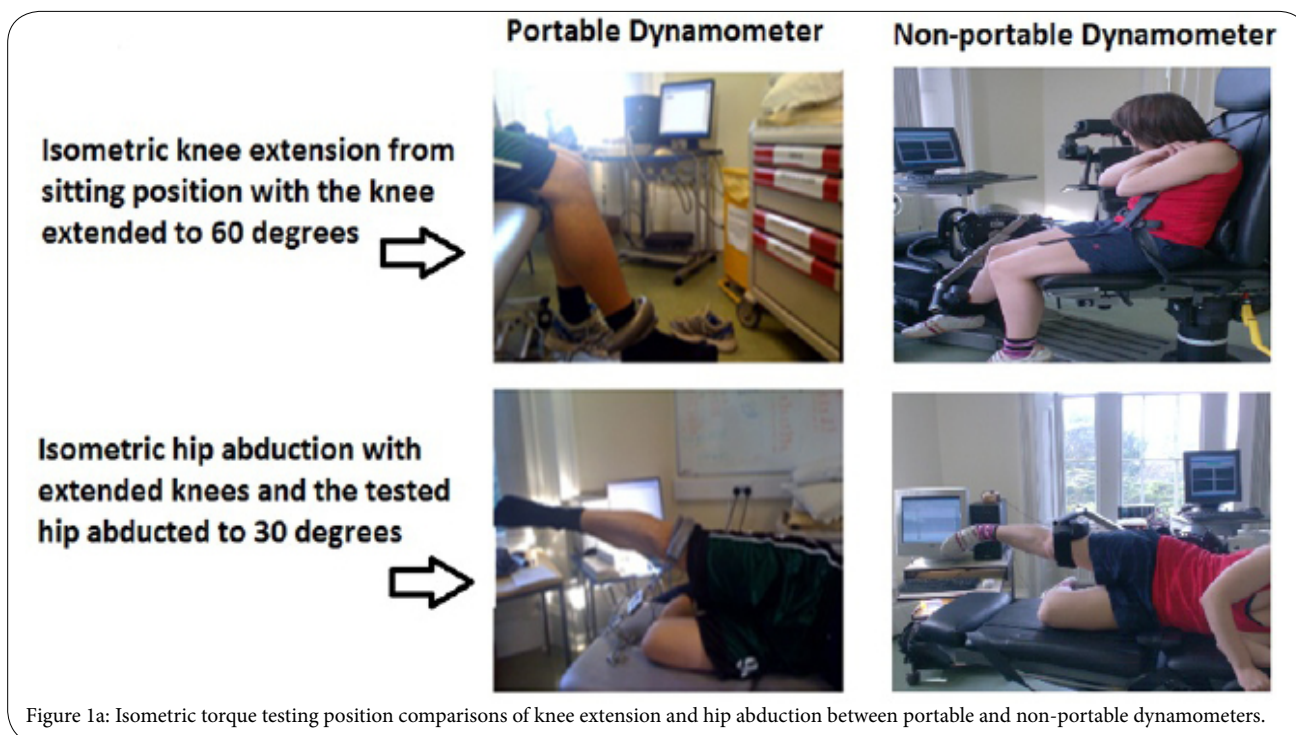 Portable Dynamometer
Non-portable Dynamometer
Isometric knee extension from
sitting position with the knee
extended to 60 degrees
Isometric hip abduction with
extended knees and the tested
hip abducted to 30 degrees
Figure 1a: Isometric torque testing position comparisons of knee extension and hip abduction between portable and non-portable dynamometers.